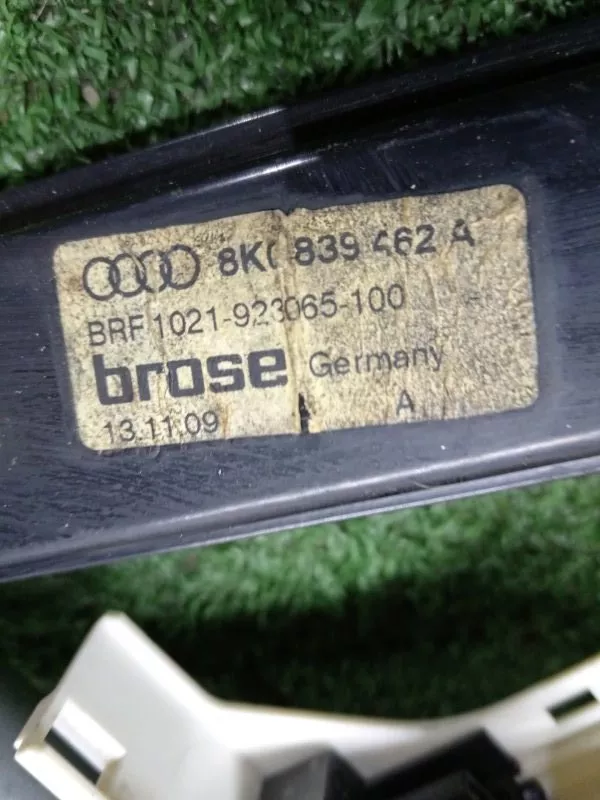 8K0 839 462 A
BRF 1021-923065-100
brose Germany
13.11.09 A